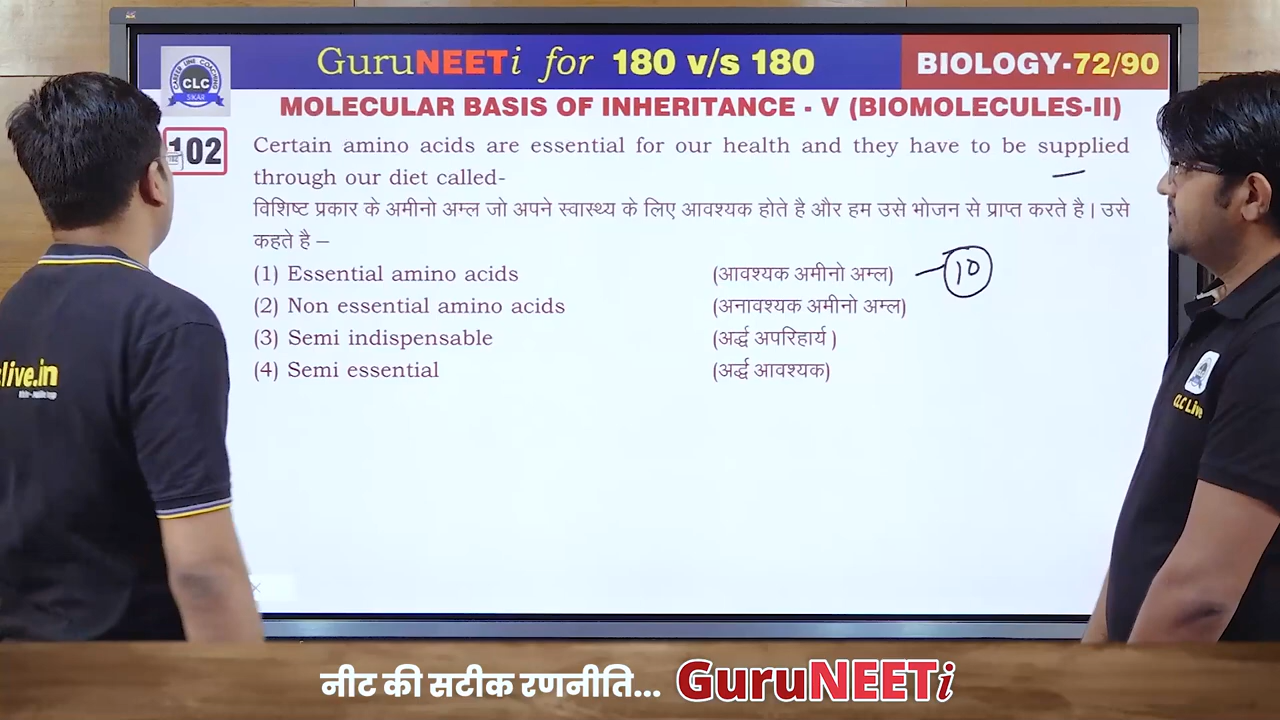 GuruNEETi for 180 v/s 180
BIOLOGY-72/90
CAREER LINE COACHING
CLC
SIKAR
MOLECULAR BASIS OF INHERITANCE - V (BIOMOLECULES-II)
102
Certain amino acids are essential for our health and they have to be supplied
through our diet called-
विशिष्ट प्रकार के अमीनो अम्ल जो अपने स्वास्थ्य के लिए आवश्यक होते है और हम उसे भोजन से प्राप्त करते है। उसे
कहते है –
(1) Essential amino acids (आवश्यक अमीनो अम्ल) 10
(2) Non essential amino acids (अनावश्यक अमीनो अम्ल)
(3) Semi indispensable (अर्द्ध अपरिहार्य )
(4) Semi essential (अर्द्ध आवश्यक)
live.in
CLC Live
नीट की सटीक रणनीति... GuruNEETi